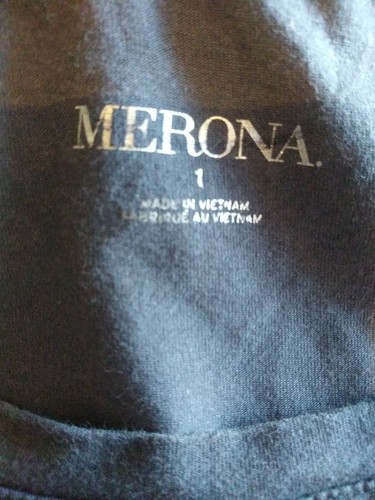 MERONA.
1
MADE IN VIETNAM
FABRIQUÉ AU VIETNAM